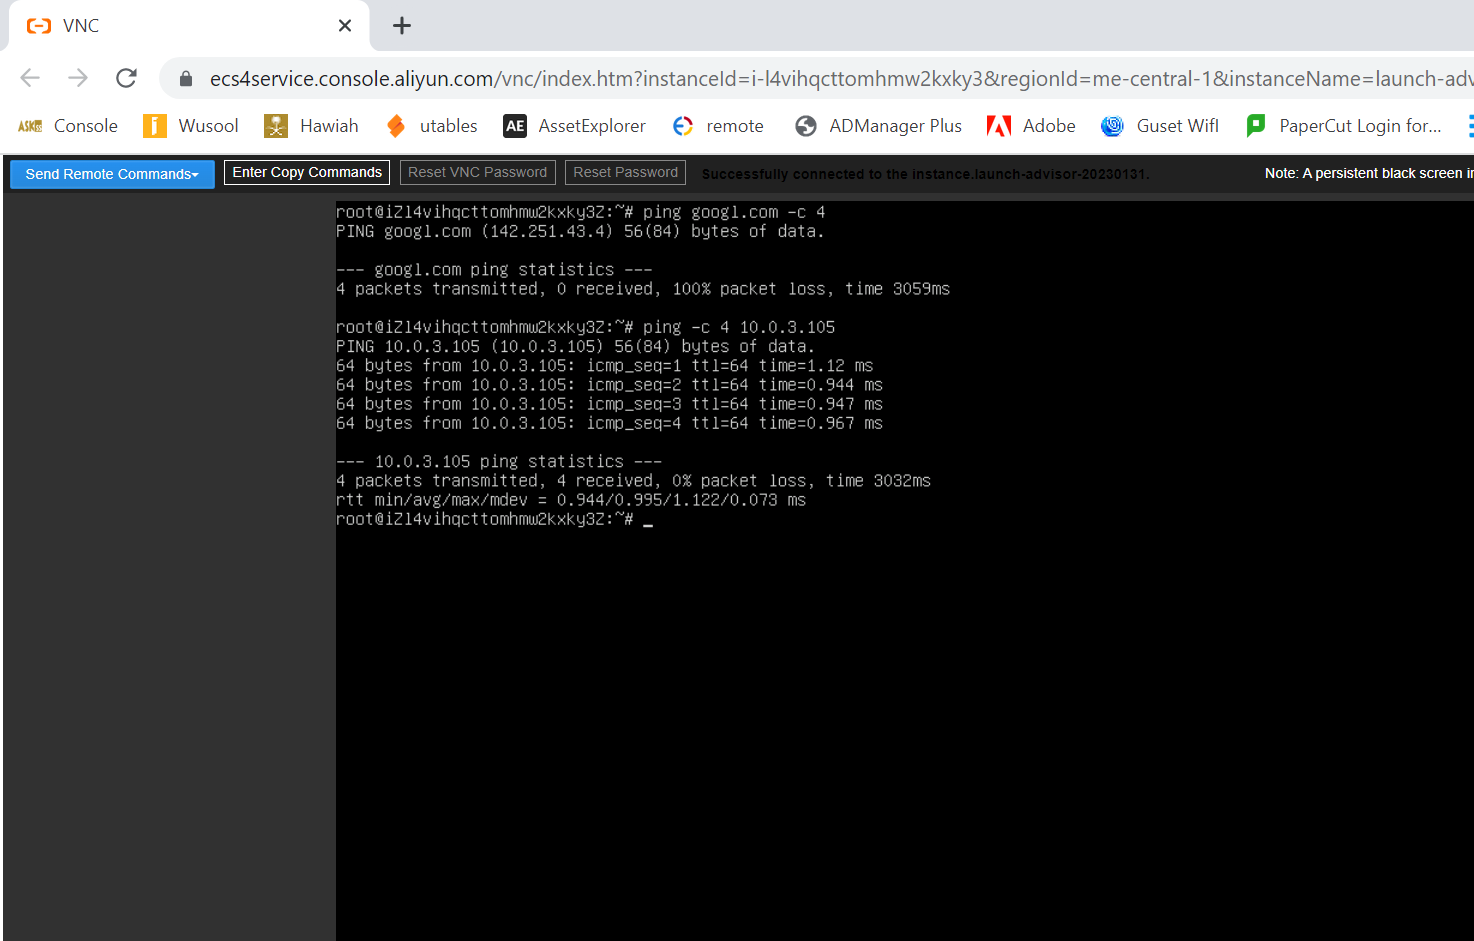 VNC
ecs4service.console.aliyun.com/vnc/index.htm?instanceId=i-l4vihqcttomhmw2kxky3&regionId=me-central-1&instanceName=launch-adv
ASK Console Wusool Hawiah utables AE AssetExplorer remote ADManager Plus Adobe Guset Wifl PaperCut Login for...
Send Remote Commands Enter Copy Commands Reset VNC Password Reset Password Successfully connected to the instance.launch-advisor-20230131. Note: A persistent black screen in
root@iZl4vihqcttomhmw2kxky3Z:~# ping googl.com -c 4
PING googl.com (142.251.43.4) 56(84) bytes of data.
--- googl.com ping statistics ---
4 packets transmitted, 0 received, 100% packet loss, time 3059ms
root@iZl4vihqcttomhmw2kxky3Z:~# ping -c 4 10.0.3.105
PING 10.0.3.105 (10.0.3.105) 56(84) bytes of data.
64 bytes from 10.0.3.105: icmp_seq=1 ttl=64 time=1.12 ms
64 bytes from 10.0.3.105: icmp_seq=2 ttl=64 time=0.944 ms
64 bytes from 10.0.3.105: icmp_seq=3 ttl=64 time=0.947 ms
64 bytes from 10.0.3.105: icmp_seq=4 ttl=64 time=0.967 ms
--- 10.0.3.105 ping statistics ---
4 packets transmitted, 4 received, 0% packet loss, time 3032ms
rtt min/avg/max/mdev = 0.944/0.995/1.122/0.073 ms
root@iZl4vihqcttomhmw2kxky3Z:~# _